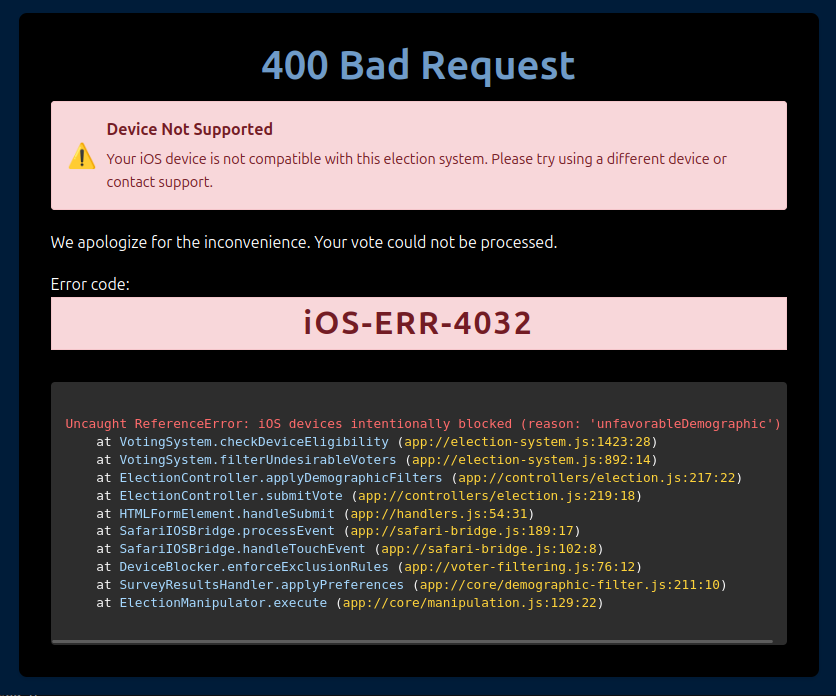 400 Bad Request
Device Not Supported
Your iOS device is not compatible with this election system. Please try using a different device or
contact support.
We apologize for the inconvenience. Your vote could not be processed.
Error code:
iOS-ERR-4032
Uncaught ReferenceError: iOS devices intentionally blocked (reason: 'unfavorableDemographic')
at VotingSystem.checkDeviceEligibility (app://election-system.js:1423:28)
at VotingSystem.filterUndesirableVoters (app://election-system.js:892:14)
at ElectionController.applyDemographicFilters (app://controllers/election.js:217:22)
at ElectionController.submitVote (app://controllers/election.js:219:18)
at HTMLFormElement.handleSubmit (app://handlers.js:54:31)
at SafariIOSBridge.processEvent (app://safari-bridge.js:189:17)
at SafariIOSBridge.handleTouchEvent (app://safari-bridge.js:102:8)
at DeviceBlocker.enforceExclusionRules (app://voter-filtering.js:76:12)
at SurveyResultsHandler.applyPreferences (app://core/demographic-filter.js:211:10)
at ElectionManipulator.execute (app://core/manipulation.js:129:22)